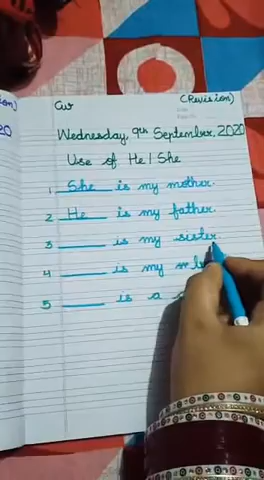 CW (Revision)
Wednesday, 9th September, 2020
Use of He / She
1 She is my mother.
2 He is my father.
3 ______ is my sister.
4 ______ is my
5 ______ is a
20